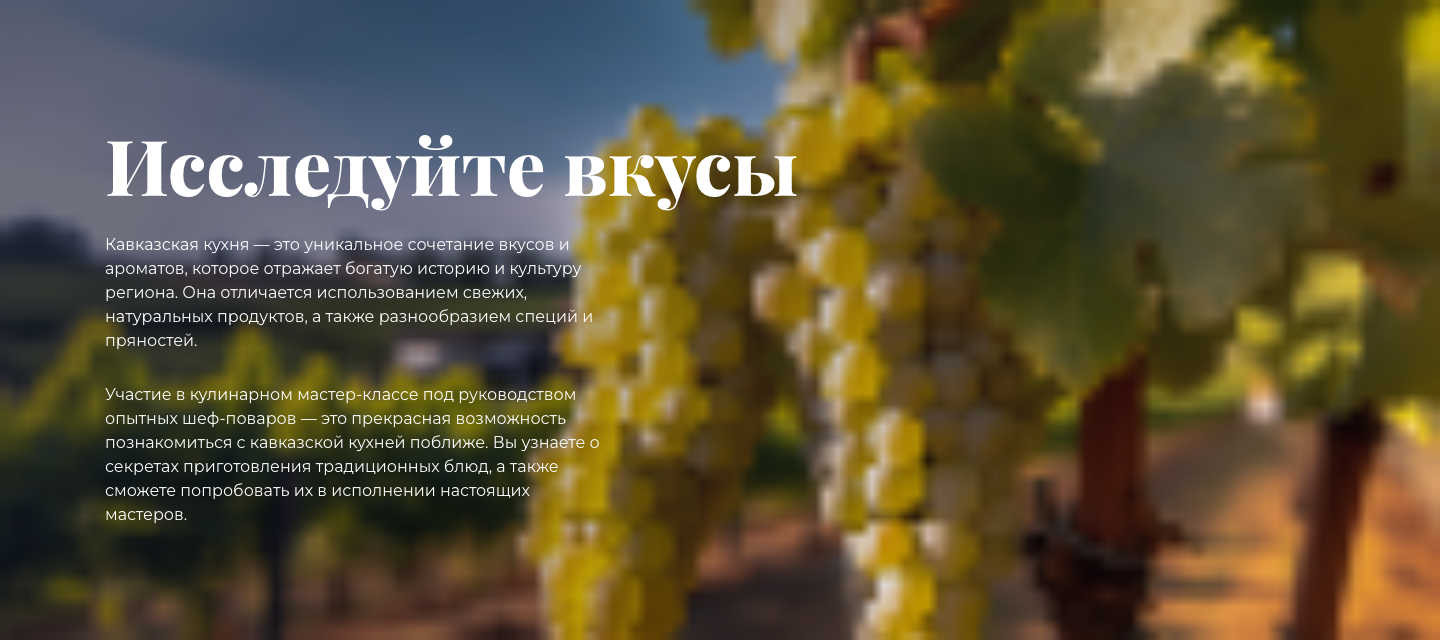 Исследуйте вкусы
Кавказская кухня — это уникальное сочетание вкусов и
ароматов, которое отражает богатую историю и культуру
региона. Она отличается использованием свежих,
натуральных продуктов, а также разнообразием специй и
пряностей.
Участие в кулинарном мастер-классе под руководством
опытных шеф-поваров — это прекрасная возможность
познакомиться с кавказской кухней поближе. Вы узнаете о
секретах приготовления традиционных блюд, а также
сможете попробовать их в исполнении настоящих
мастеров.